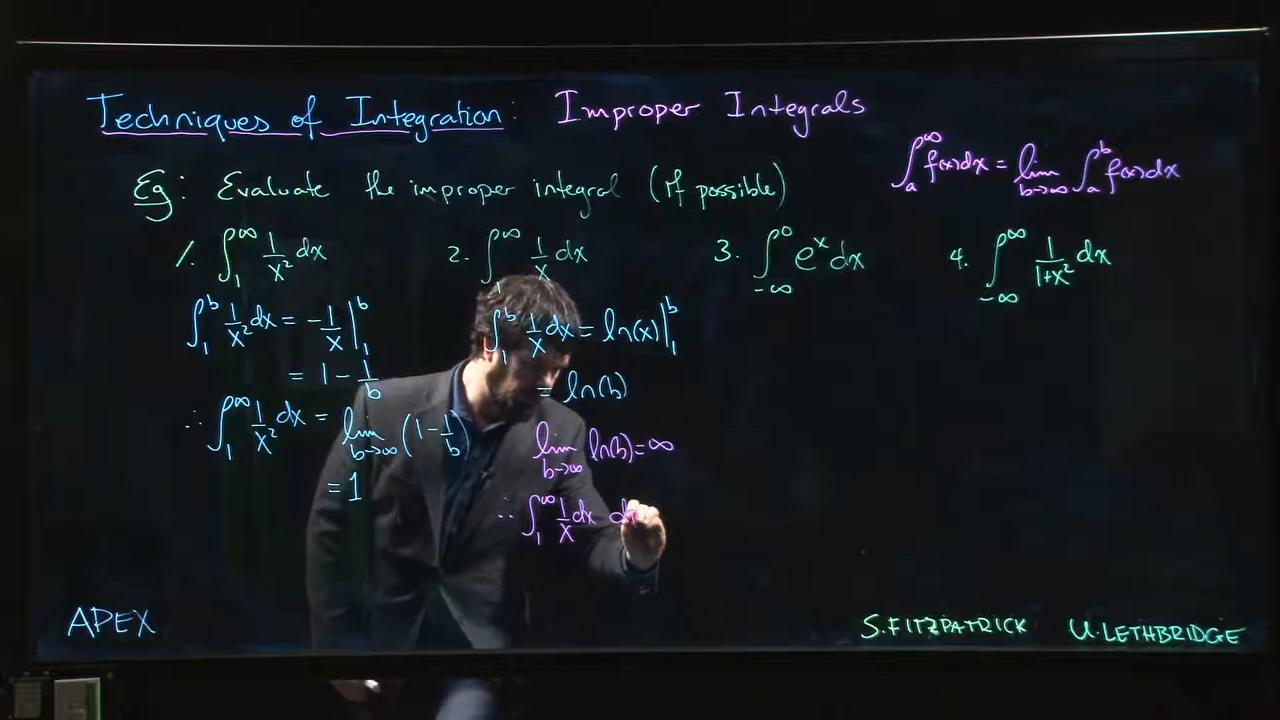 Techniques of Integration: Improper Integrals
∫_a^∞ f(x)dx = lim_{b→∞} ∫_a^b f(x)dx
Eg: Evaluate the improper integral (if possible)
1. ∫_1^∞ 1/x² dx
2. ∫_1^∞ 1/x dx
3. ∫_{-∞}^0 e^x dx
4. ∫_{-∞}^∞ 1/(1+x²) dx
∫_1^b 1/x² dx = -1/x |_1^b
= 1 - 1/b
∴ ∫_1^∞ 1/x² dx = lim_{b→∞} (1 - 1/b)
= 1
∫_1^b 1/x dx = ln(x) |_1^b
= ln(b)
lim_{b→∞} ln(b) = ∞
∴ ∫_1^∞ 1/x dx
APEX
S. FITZPATRICK U. LETHBRIDGE